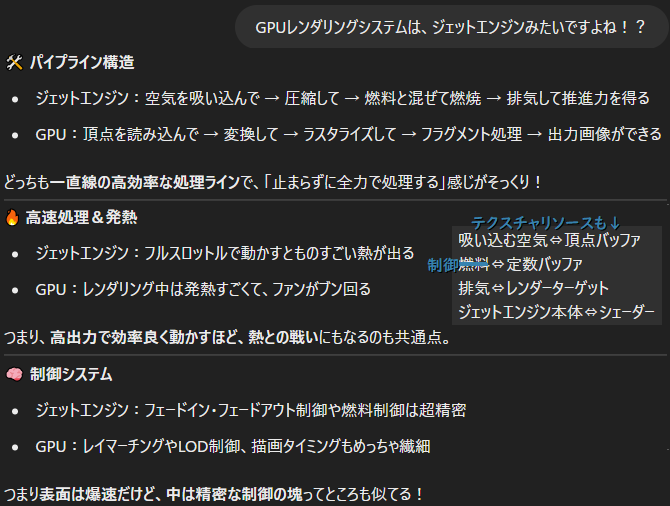 GPUレンダリングシステムは、ジェットエンジンみたいですよね！？
🛠 パイプライン構造
• ジェットエンジン：空気を吸い込んで → 圧縮して → 燃料と混ぜて燃焼 → 排気して推進力を得る
• GPU：頂点を読み込んで → 変換して → ラスタライズして → フラグメント処理 → 出力画像ができる
どっちも一直線の高効率な処理ラインで、「止まらずに全力で処理する」感じがそっくり！
🔥 高速処理＆発熱
• ジェットエンジン：フルスロットルで動かすとものすごい熱が出る
• GPU：レンダリング中は発熱すごくて、ファンがブン回る
テクスチャリソースも↓
吸い込む空気⇔頂点バッファ
制御燃料⇔定数バッファ
排気⇔レンダーターゲット
ジェットエンジン本体⇔シェーダー
つまり、高出力で効率良く動かすほど、熱との戦いにもなるのも共通点。
🧠 制御システム
• ジェットエンジン：フェードイン・フェードアウト制御や燃料制御は超精密
• GPU：レイマーチングやLOD制御、描画タイミングもめっちゃ繊細
つまり表面は爆速だけど、中は精密な制御の塊ってところも似てる！